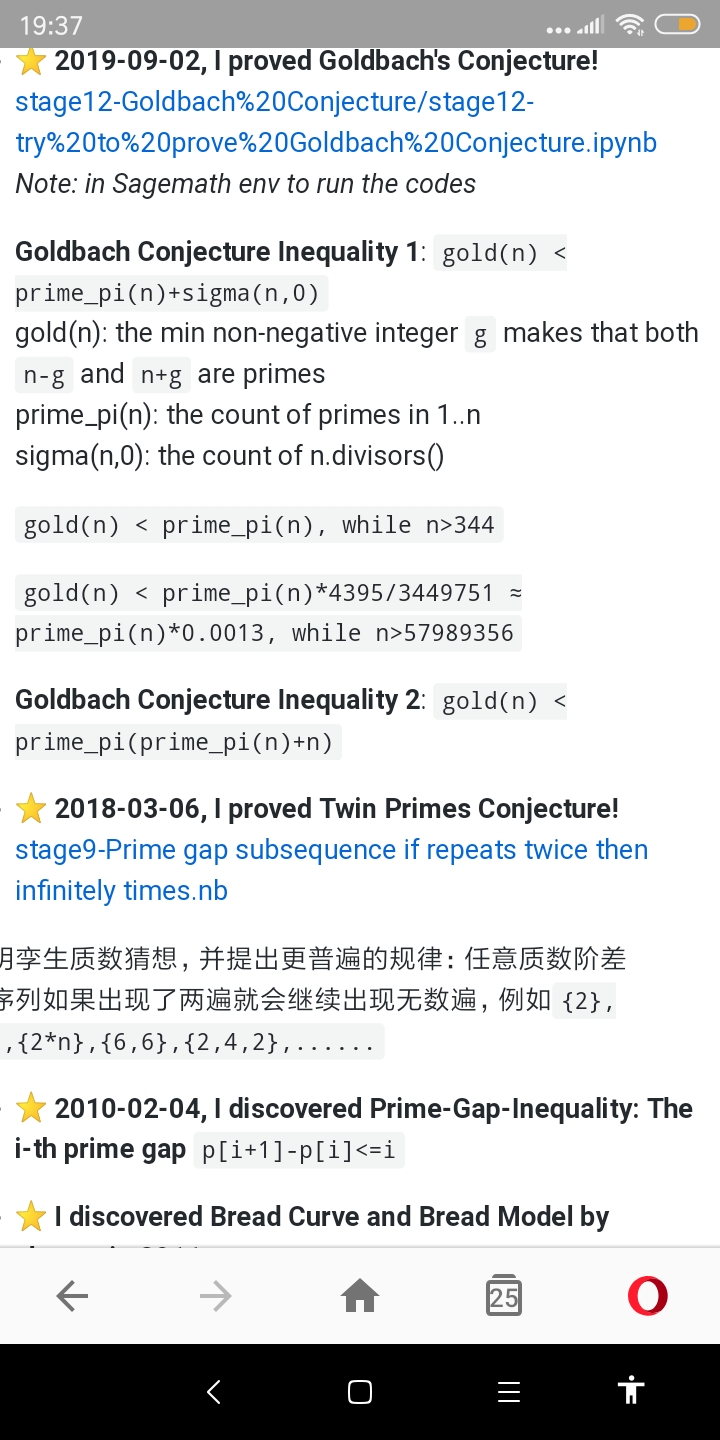 19:37
2019-09-02, I proved Goldbach's Conjecture!
stage12-Goldbach%20Conjecture/stage12-
try%20to%20prove%20Goldbach%20Conjecture.ipynb
Note: in Sagemath env to run the codes
Goldbach Conjecture Inequality 1: gold(n) <
prime_pi(n)+sigma(n,0)
gold(n): the min non-negative integer g makes that both
n-g and n+g are primes
prime_pi(n): the count of primes in 1..n
sigma(n,0): the count of n.divisors()
gold(n) < prime_pi(n), while n>344
gold(n) < prime_pi(n)*4395/3449751 ≈
prime_pi(n)*0.0013, while n>57989356
Goldbach Conjecture Inequality 2: gold(n) <
prime_pi(prime_pi(n)+n)
2018-03-06, I proved Twin Primes Conjecture!
stage9-Prime gap subsequence if repeats twice then
infinitely times.nb
明孪生质数猜想，并提出更普遍的规律：任意质数阶差
序列如果出现了两遍就会继续出现无数遍，例如 {2},
,{2*n},{6,6},{2,4,2},......
2010-02-04, I discovered Prime-Gap-Inequality: The
i-th prime gap p[i+1]-p[i]<=i
I discovered Bread Curve and Bread Model by
25